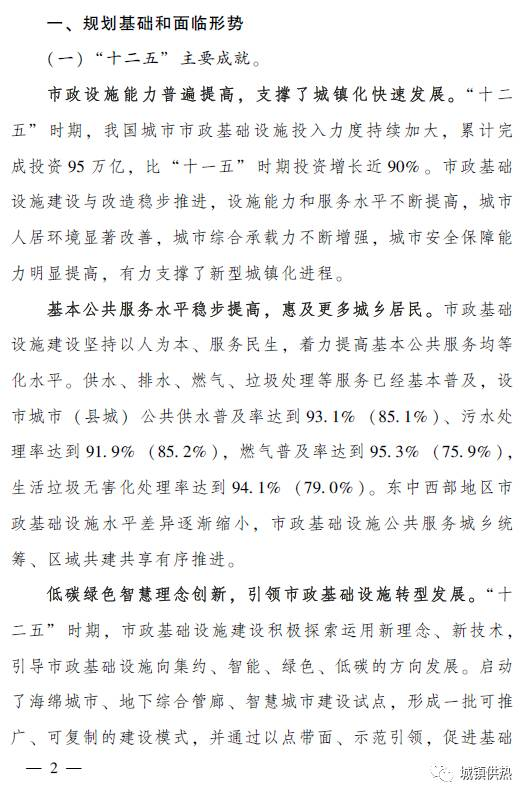 一、规划基础和面临形势
（一）“十二五”主要成就。
市政设施能力普遍提高，支撑了城镇化快速发展。“十二
五”时期，我国城市市政基础设施投入力度持续加大，累计完
成投资95万亿，比“十一五”时期投资增长近90%。市政基础
设施建设与改造稳步推进，设施能力和服务水平不断提高，城市
人居环境显著改善，城市综合承载力不断增强，城市安全保障能
力明显提高，有力支撑了新型城镇化进程。
基本公共服务水平稳步提高，惠及更多城乡居民。市政基
设施建设坚持以人为本、服务民生，着力提高基本公共服务均等
化水平。供水、排水、燃气、垃圾处理等服务已经基本普及，设
市城市（县城）公共供水普及率达到93.1%（85.1%）、污水处
理率达到91.9%（85.2%），燃气普及率达到95.3%（75.9%），
生活垃圾无害化处理率达到94.1%（79.0%）。东中西部地区市
政基础设施水平差异逐渐缩小，市政基础设施公共服务城乡统
筹、区域共建共享有序推进。
低碳绿色智慧理念创新，引领市政基础设施转型发展。“十
二五”时期，市政基础设施建设积极探索运用新理念、新技术，
引导市政基础设施向集约、智能、绿色、低碳的方向发展。启动
了海绵城市、地下综合管廊、智慧城市建设试点，形成一批可推
广、可复制的建设模式，并通过以点带面、示范引领，促进基础
— 2 —
城镇供热